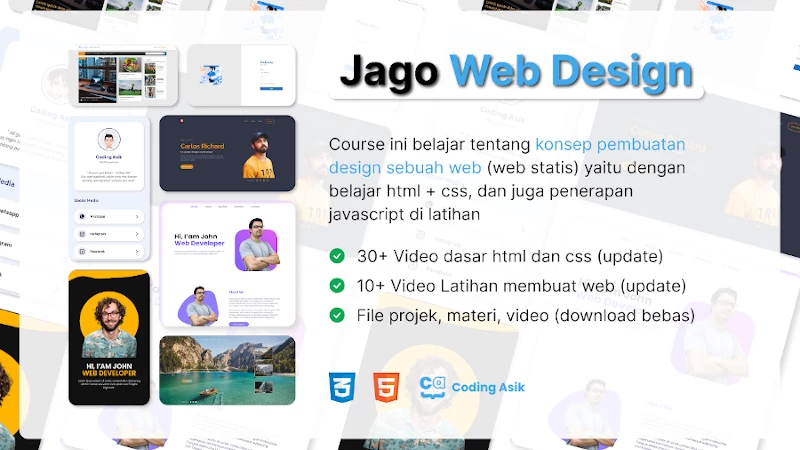 Jago Web Design
Course ini belajar tentang konsep pembuatan
design sebuah web (web statis) yaitu dengan
belajar html + css, dan juga penerapan
javascript di latihan
30+ Video dasar html dan css (update)
10+ Video Latihan membuat web (update)
File projek, materi, video (download bebas)
Coding Asik
Coding Asik
Social Media
Whatsapp
Instagram
Facebook
Carlos Richard
Hi, I'am John
Web Developer
About Me
HI, I'AM JOHN
WEB DEVELOPER